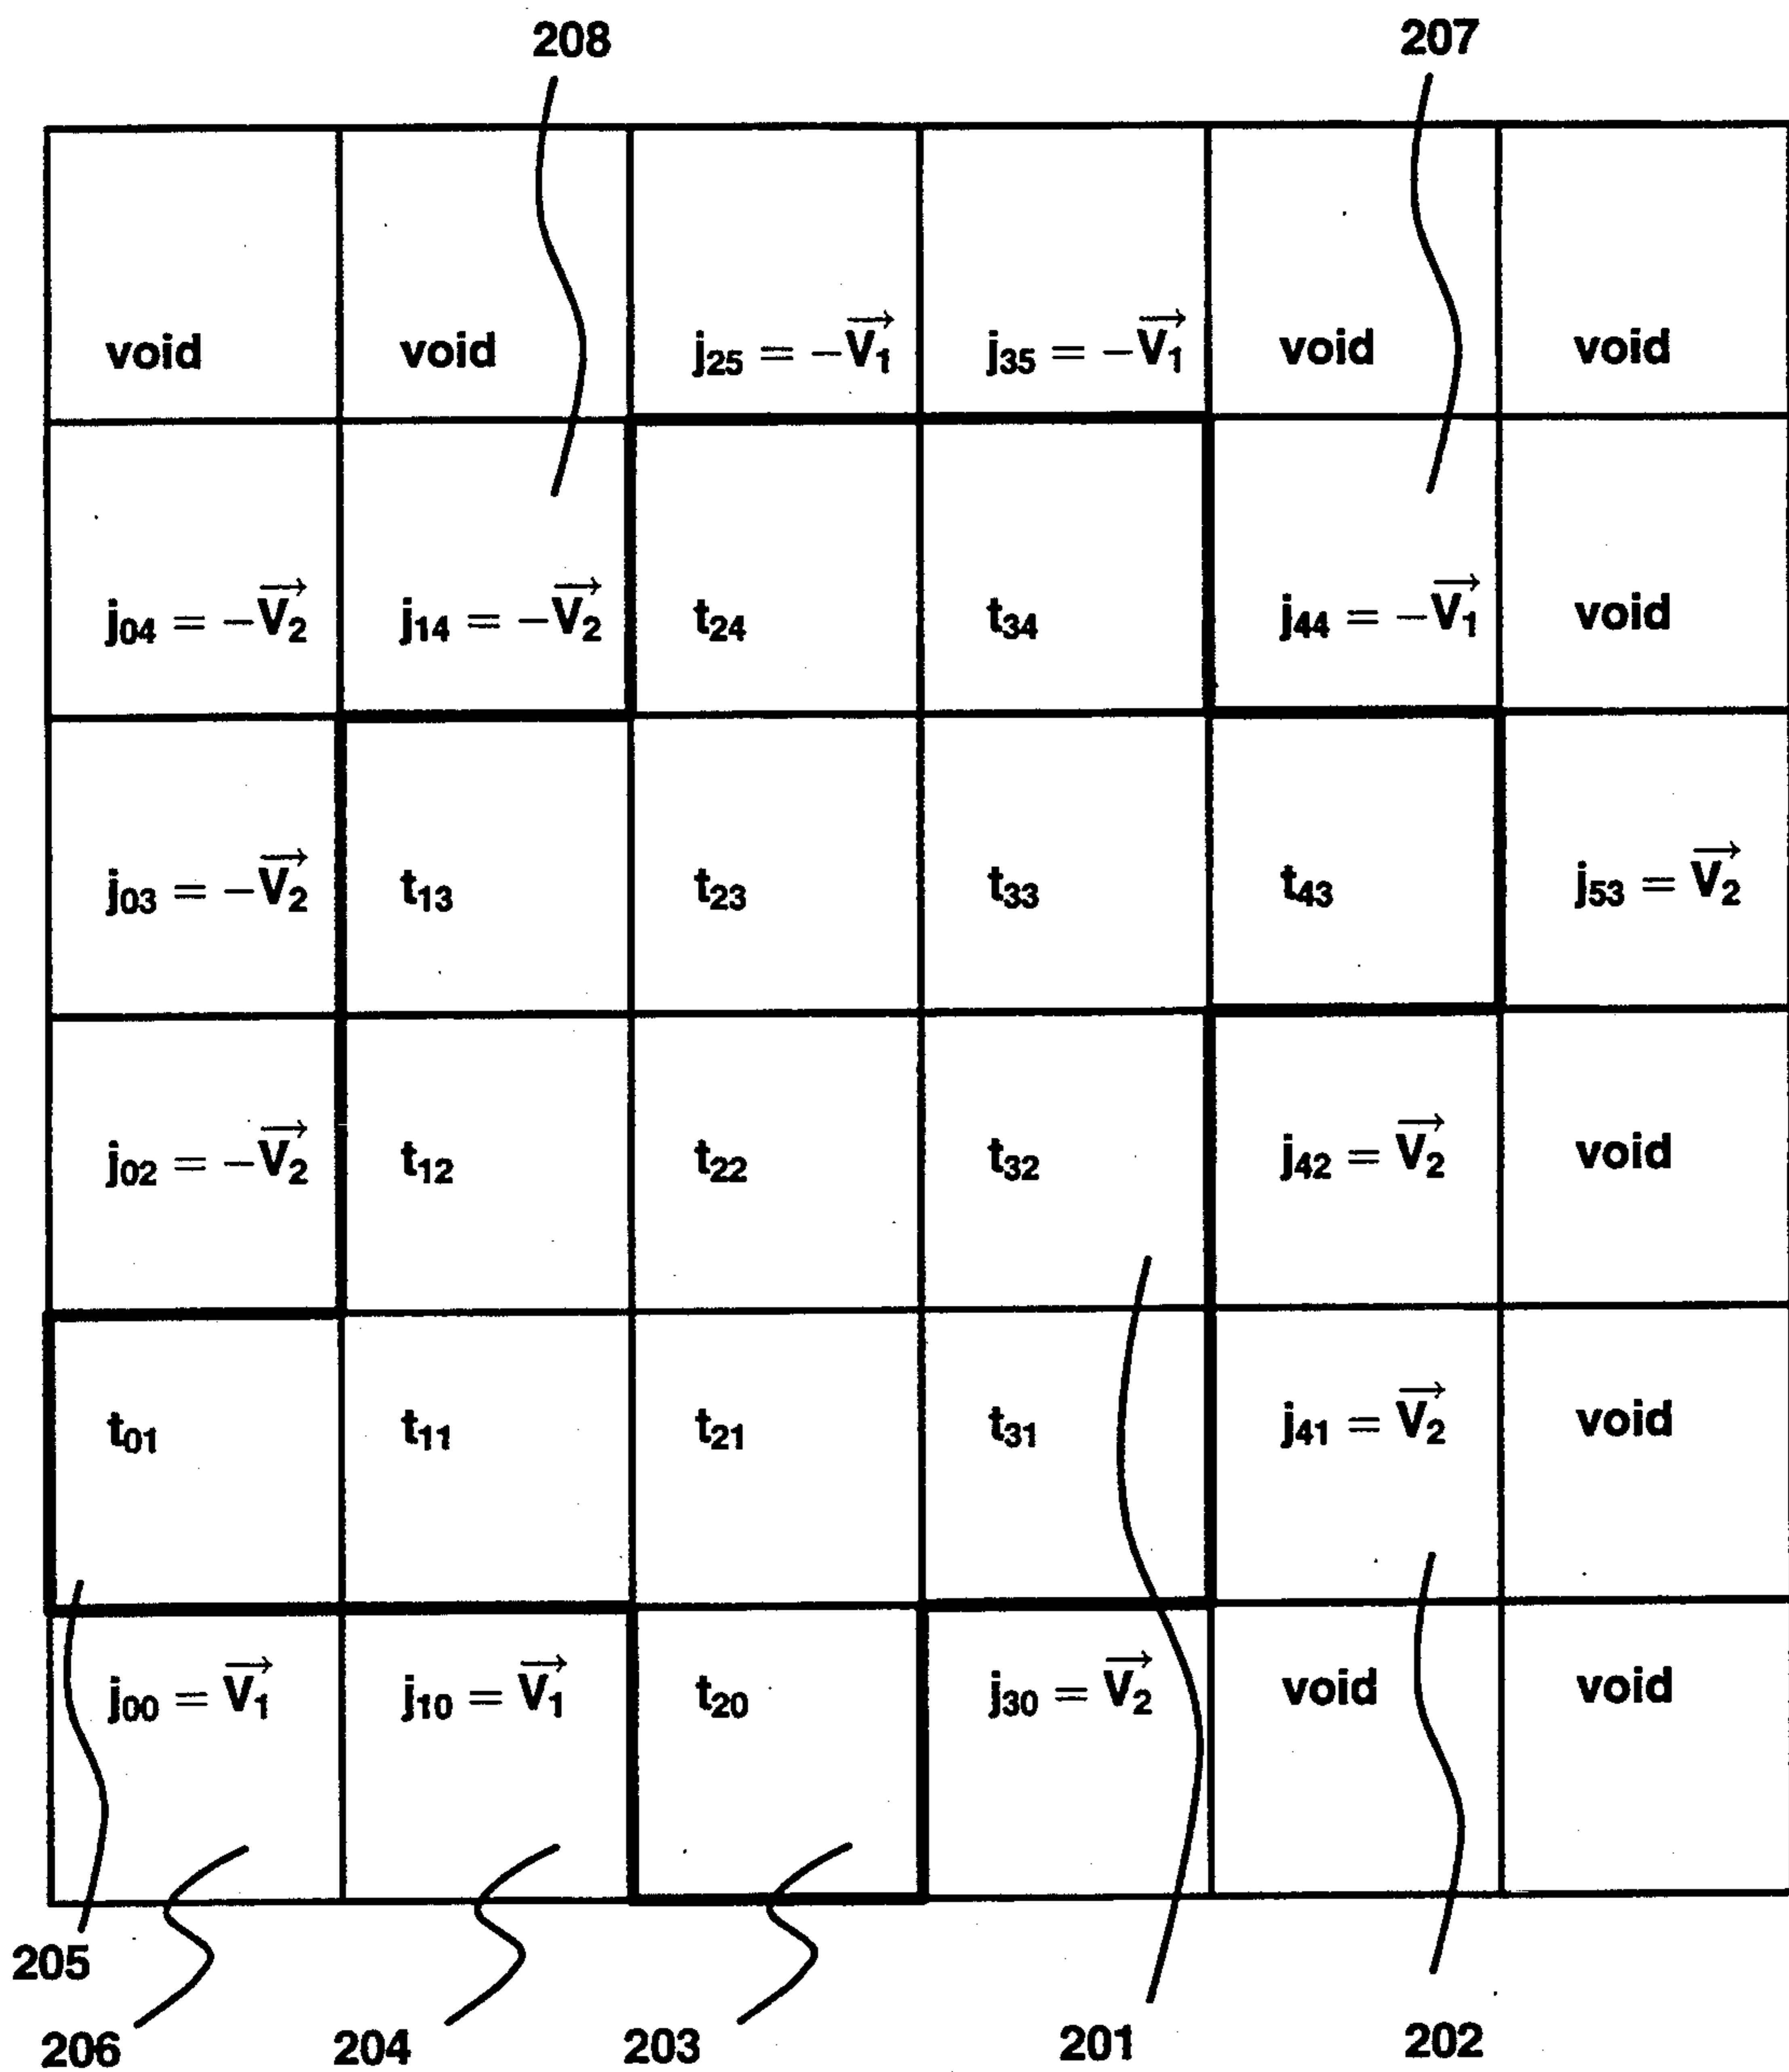 208 207
void void j₂₅ = −V₁⃗ j₃₅ = −V₁⃗ void void
j₀₄ = −V₂⃗ j₁₄ = −V₂⃗ t₂₄ t₃₄ j₄₄ = −V₁⃗ void
j₀₃ = −V₂⃗ t₁₃ t₂₃ t₃₃ t₄₃ j₅₃ = V₂⃗
j₀₂ = −V₂⃗ t₁₂ t₂₂ t₃₂ j₄₂ = V₂⃗ void
t₀₁ t₁₁ t₂₁ t₃₁ j₄₁ = V₂⃗ void
j₀₀ = V₁⃗ j₁₀ = V₁⃗ t₂₀ j₃₀ = V₂⃗ void void
205
206 204 203 201 202